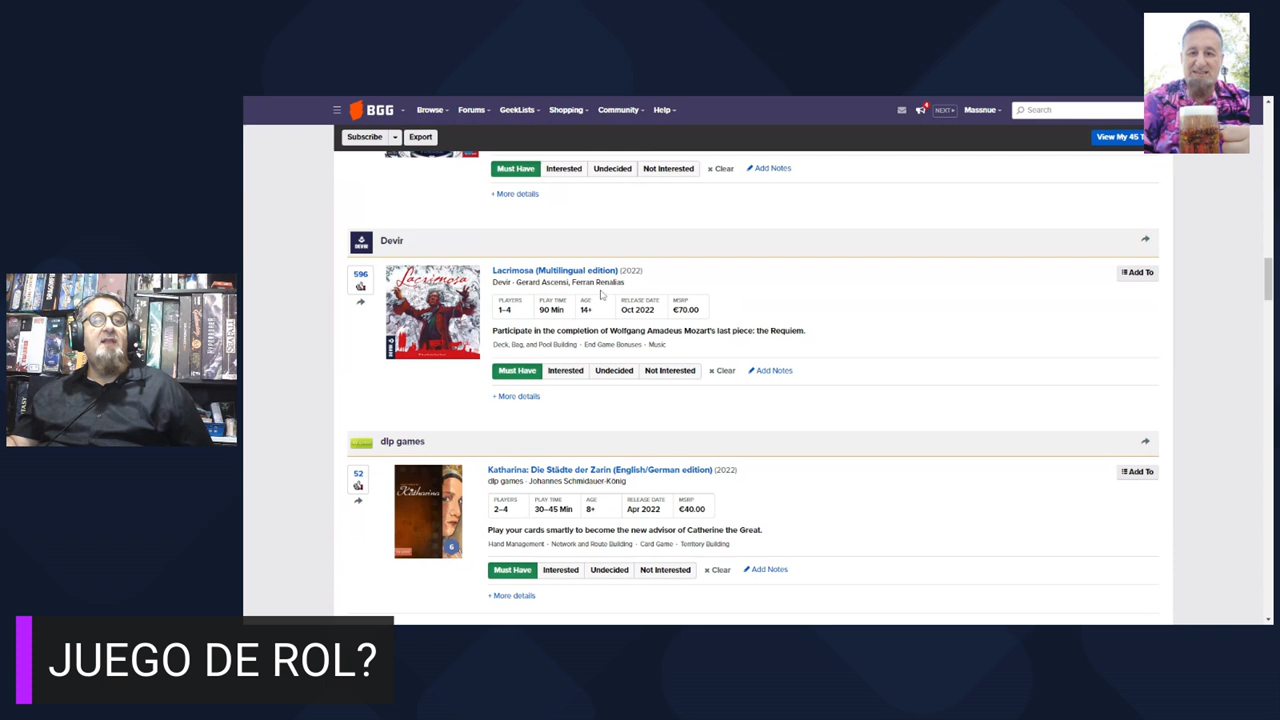 BGG
Browse
Forums
GeekLists
Shopping
Community
Help
4
NEXT
Massnue
Search
Subscribe
Export
View My 45 T
Must Have
Interested
Undecided
Not Interested
× Clear
Add Notes
+ More details
DEVIR
Devir
596
Lacrimosa
Lacrimosa (Multilingual edition) (2022)
Devir · Gerard Ascensi, Ferran Renalias
Add To
PLAYERS
1–4
PLAY TIME
90 Min
AGE
14+
RELEASE DATE
Oct 2022
MSRP
€70.00
Participate in the completion of Wolfgang Amadeus Mozart's last piece: the Requiem.
Deck, Bag, and Pool Building · End Game Bonuses · Music
Must Have
Interested
Undecided
Not Interested
× Clear
Add Notes
+ More details
dlp games
52
Katharina
6
Katharina: Die Städte der Zarin (English/German edition) (2022)
dlp games · Johannes Schmidauer-König
Add To
PLAYERS
2–4
PLAY TIME
30–45 Min
AGE
8+
RELEASE DATE
Apr 2022
MSRP
€40.00
Play your cards smartly to become the new advisor of Catherine the Great.
Hand Management · Network and Route Building · Card Game · Territory Building
Must Have
Interested
Undecided
Not Interested
× Clear
Add Notes
+ More details
JUEGO DE ROL?